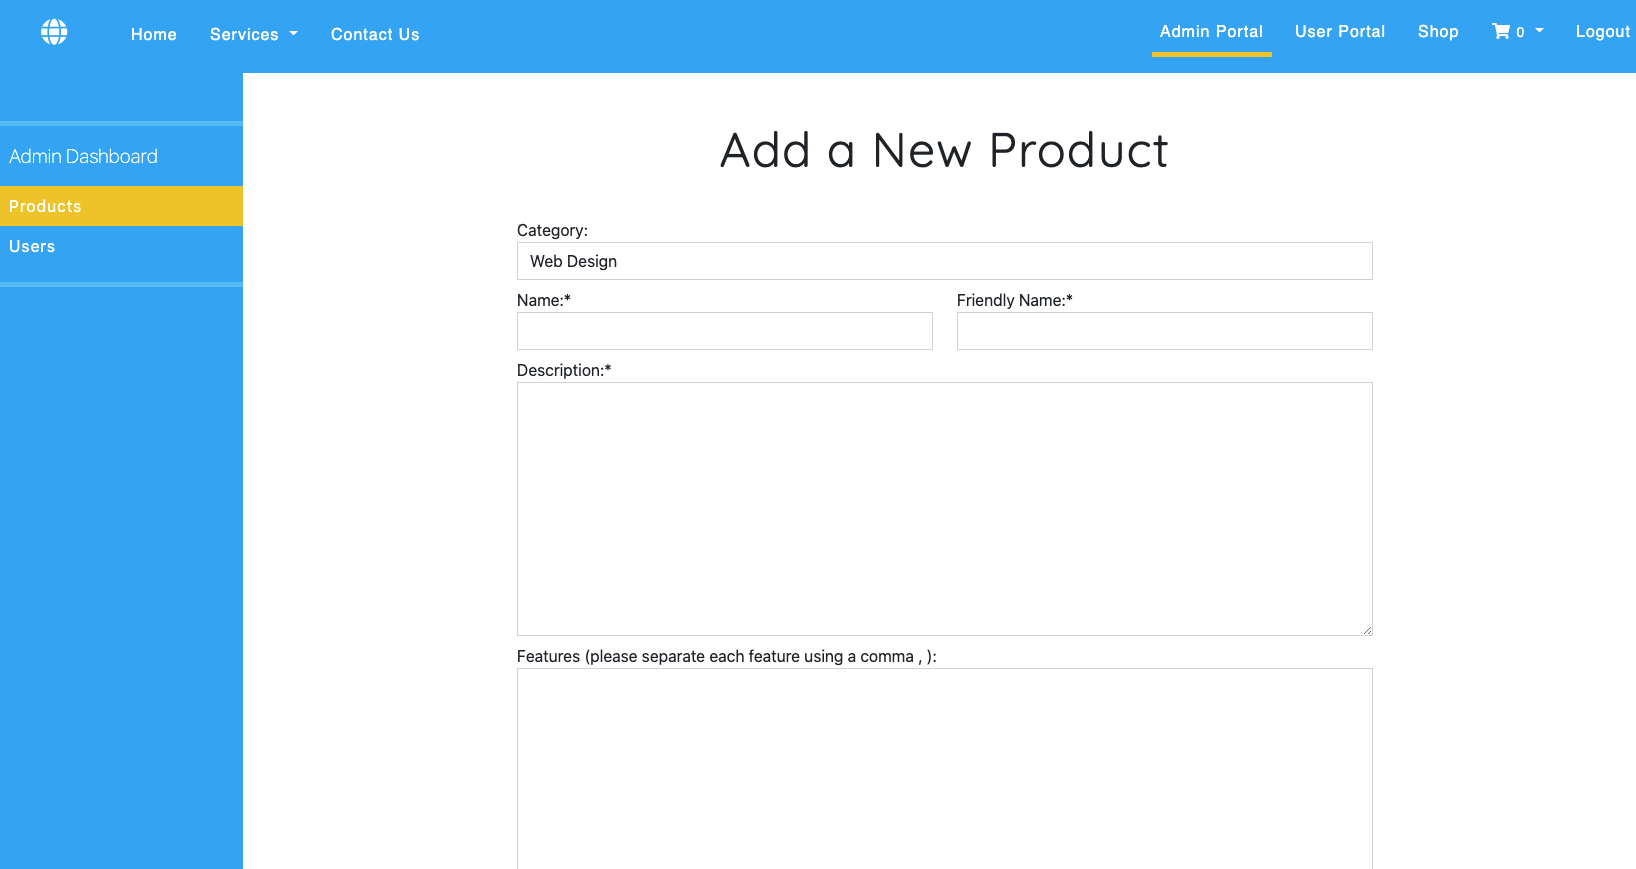 Home Services Contact Us Admin Portal User Portal Shop 0 Logout
Admin Dashboard
Products
Users
Add a New Product
Category:
Web Design
Name:* Friendly Name:*
Description:*
Features (please separate each feature using a comma , ):